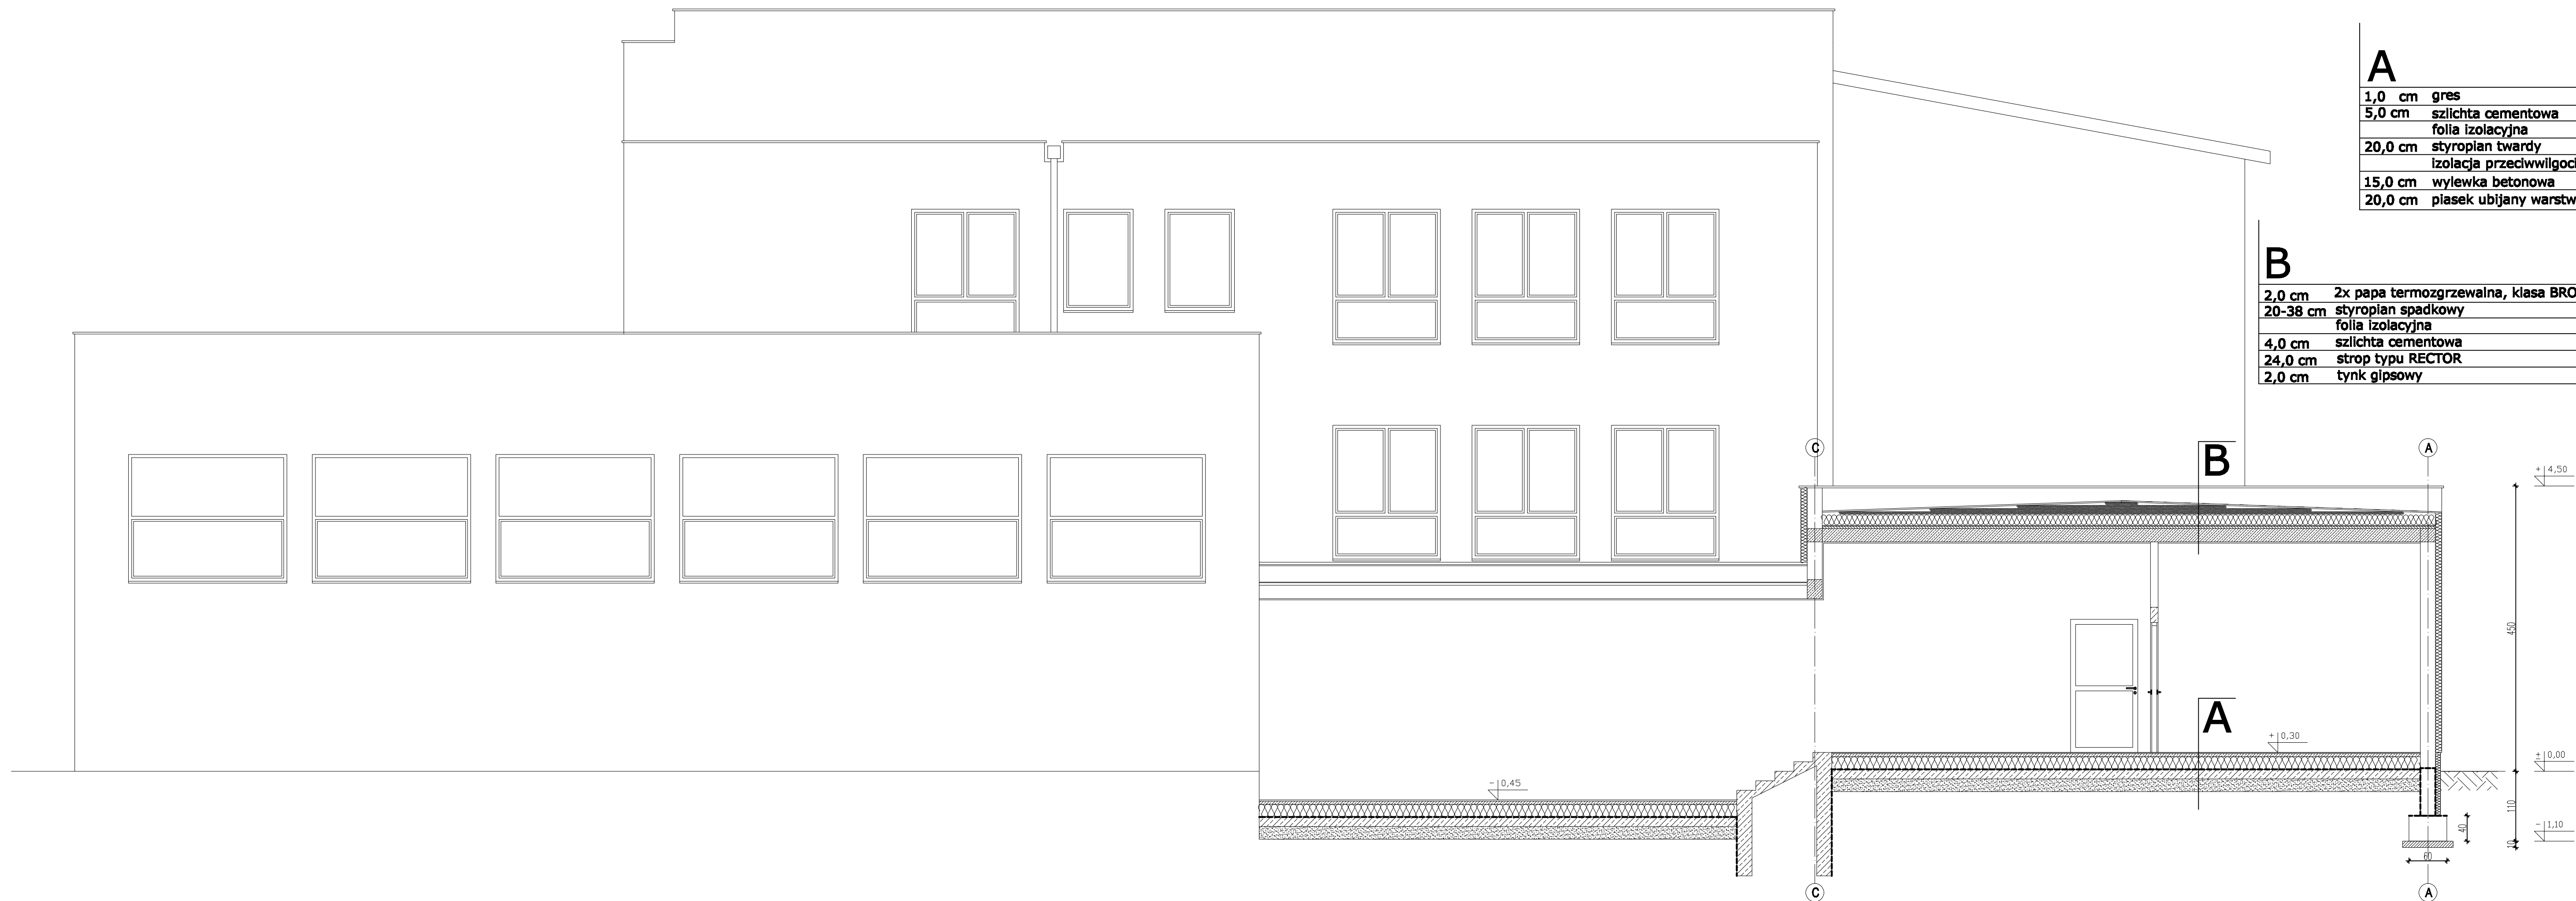 A
1,0 cm gres
5,0 cm szlichta cementowa
folia izolacyjna
20,0 cm styropian twardy
izolacja przeciwwilgoci
15,0 cm wylewka betonowa
20,0 cm piasek ubijany warstw
B
2,0 cm 2x papa termozgrzewalna, klasa BRO
20-38 cm styropian spadkowy
folia izolacyjna
4,0 cm szlichta cementowa
24,0 cm strop typu RECTOR
2,0 cm tynk gipsowy
C
B
A
+ 4,50
450
A
+ 0,30
± 0,00
- 0,45
110
40
- 1,10
10
60
C
A